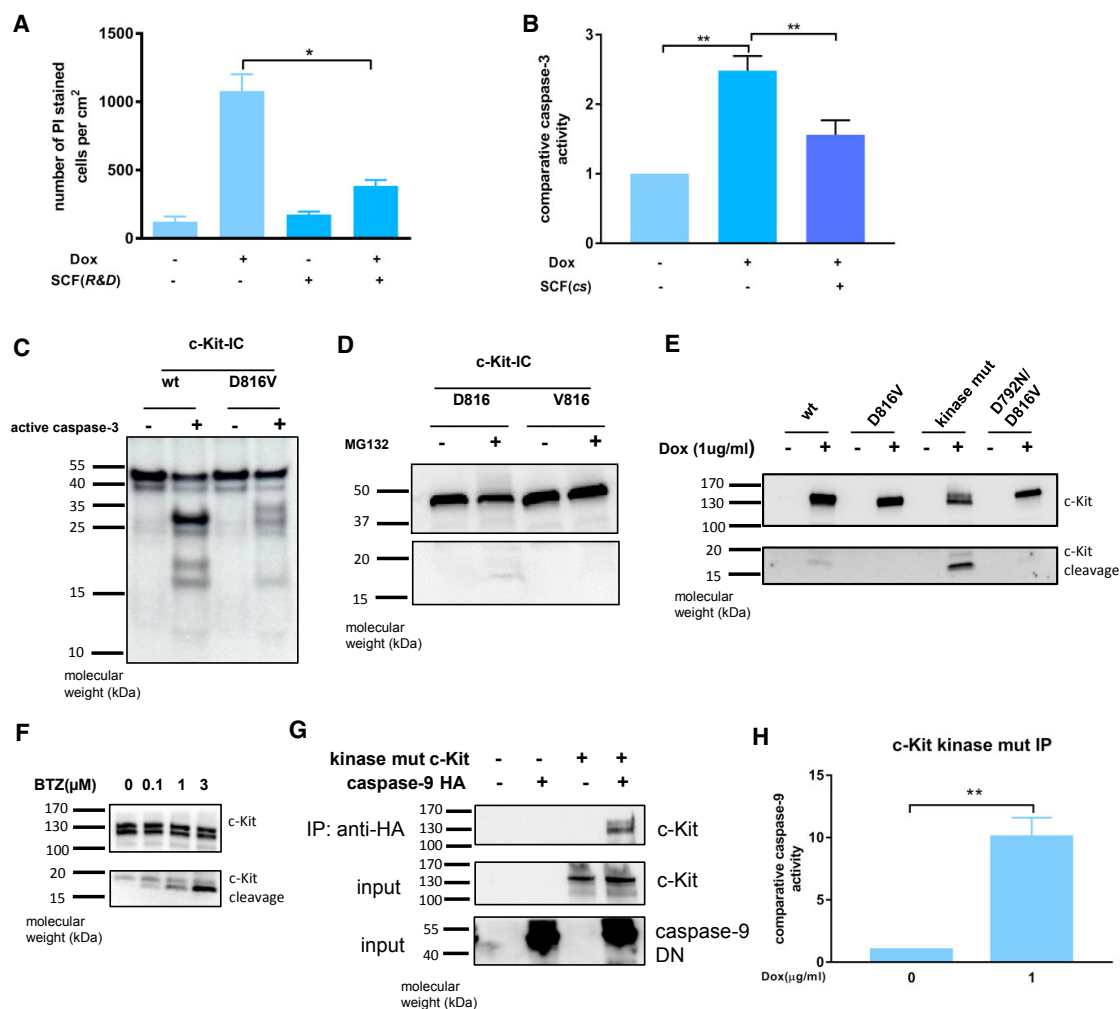 A
number of PI stained
cells per cm2
1500
1000
500
0
*
Dox - + - +
SCF(R&D) - - + +
B
comparative caspase-3
activity
3
2
1
0
** **
Dox - + +
SCF(cs) - - +
C
c-Kit-IC
wt D816V
active caspase-3 - + - +
55
40
35
25
15
10
molecular
weight (kDa)
D
c-Kit-IC
D816 V816
MG132 - + - +
50
37
20
15
molecular
weight (kDa)
E
wt D816V kinase mut D792N/
D816V
Dox (1ug/ml) - + - + - + - +
170
130
100
c-Kit
20
15
c-Kit
cleavage
molecular
weight (kDa)
F
BTZ(μM) 0 0.1 1 3
170
130
100
c-Kit
20
15
c-Kit
cleavage
molecular
weight (kDa)
G
kinase mut c-Kit - - + +
caspase-9 HA - + - +
IP: anti-HA
170
130
100
c-Kit
input
170
130
100
c-Kit
input
55
40
caspase-9
DN
molecular
weight (kDa)
H
c-Kit kinase mut IP
comparative caspase-9
activity
15
10
5
0
**
Dox(μg/ml) 0 1